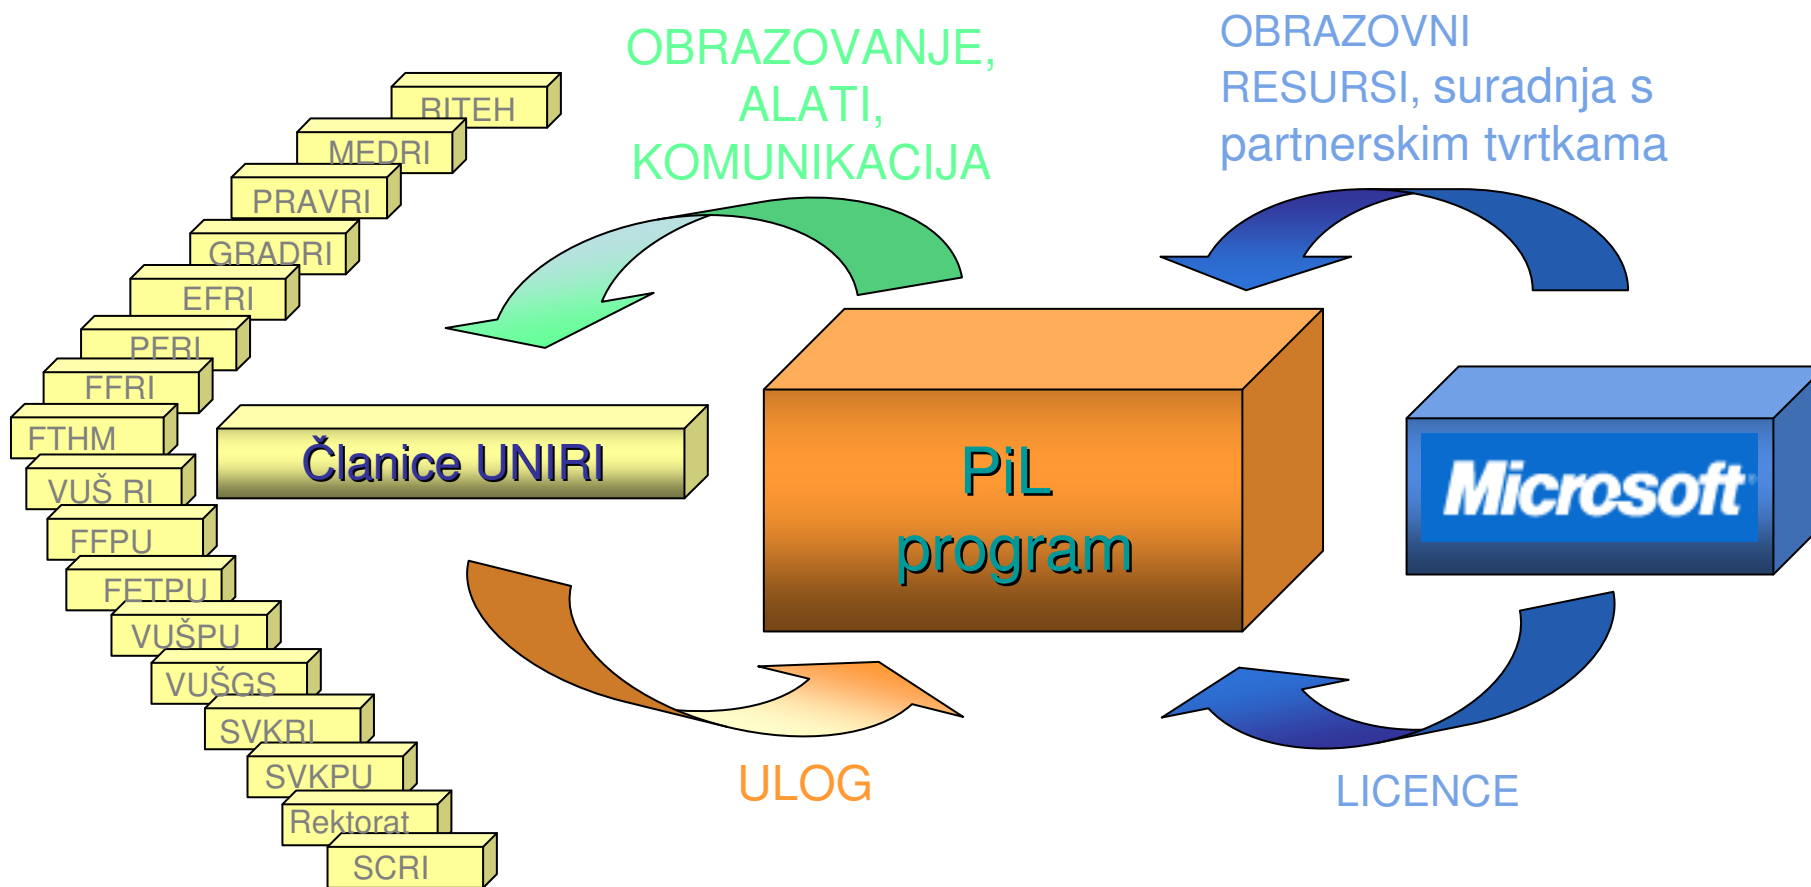 OBRAZOVANJE,
ALATI,
KOMUNIKACIJA
OBRAZOVNI
RESURSI, suradnja s
partnerskim tvrtkama
RITEH
MEDRI
PRAVRI
GRADRI
EFRI
PFRI
FFRI
FTHM
VUŠ RI
FFPU
FETPU
VUŠPU
VUŠGS
SVKRI
SVKPU
Rektorat
SCRI
Članice UNIRI
PiL
program
Microsoft
ULOG
LICENCE